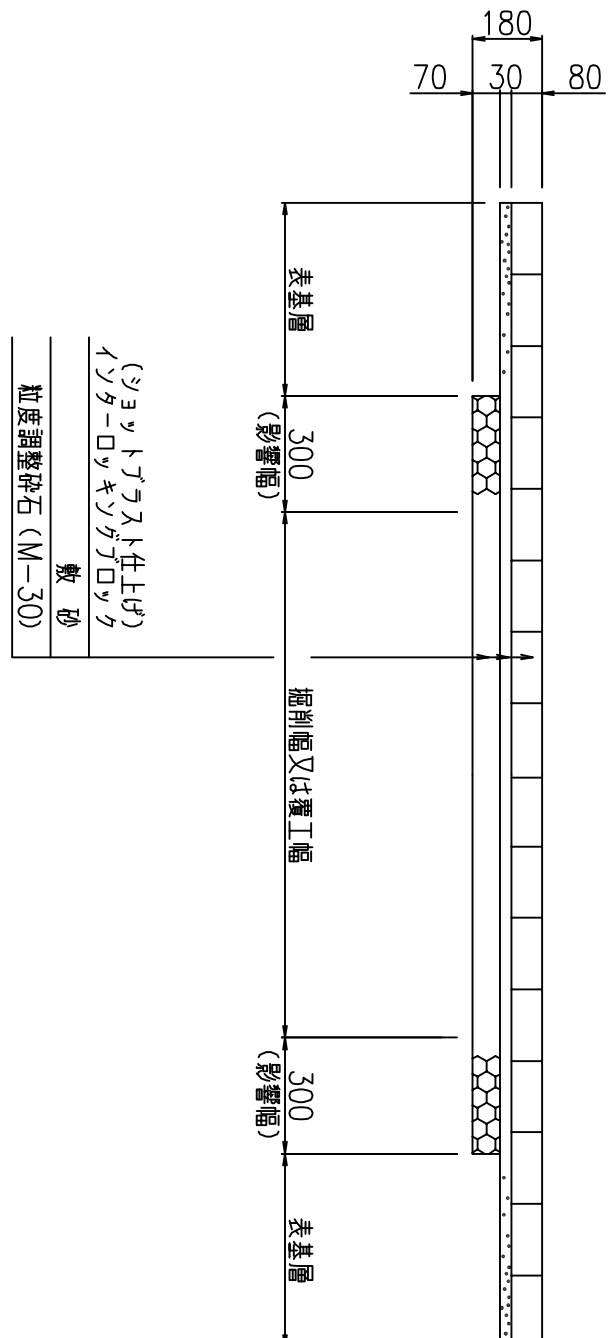 180
70 30 80
表基層
300
(影響幅)
掘削幅又は覆工幅
300
(影響幅)
表基層
(ショットブラスト仕上げ)
インターロッキングブロック
敷 砂
粒度調整砕石 (M-30)